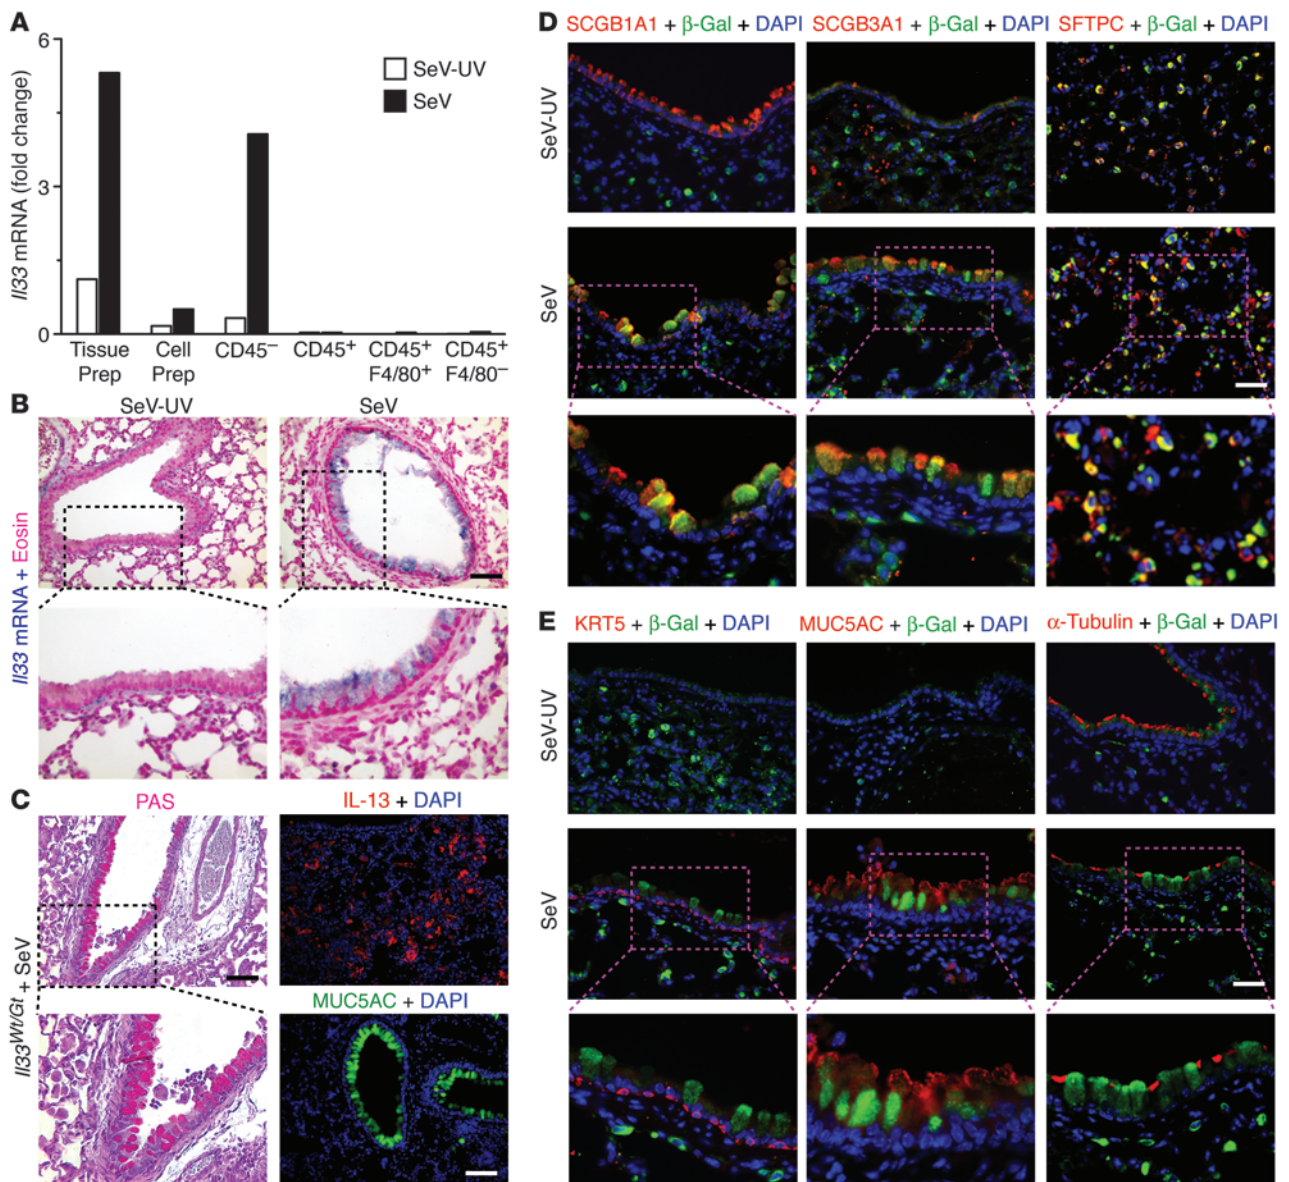 A
6
3
0
Il33 mRNA (fold change)
SeV-UV
SeV
Tissue Prep
Cell Prep
CD45–
CD45+
CD45+ F4/80+
CD45+ F4/80–
B
SeV-UV
SeV
Il33 mRNA + Eosin
C
PAS
IL-13 + DAPI
MUC5AC + DAPI
Il33Wt/Gt + SeV
D
SCGB1A1 + β-Gal + DAPI
SCGB3A1 + β-Gal + DAPI
SFTPC + β-Gal + DAPI
SeV-UV
SeV
E
KRT5 + β-Gal + DAPI
MUC5AC + β-Gal + DAPI
α-Tubulin + β-Gal + DAPI
SeV-UV
SeV